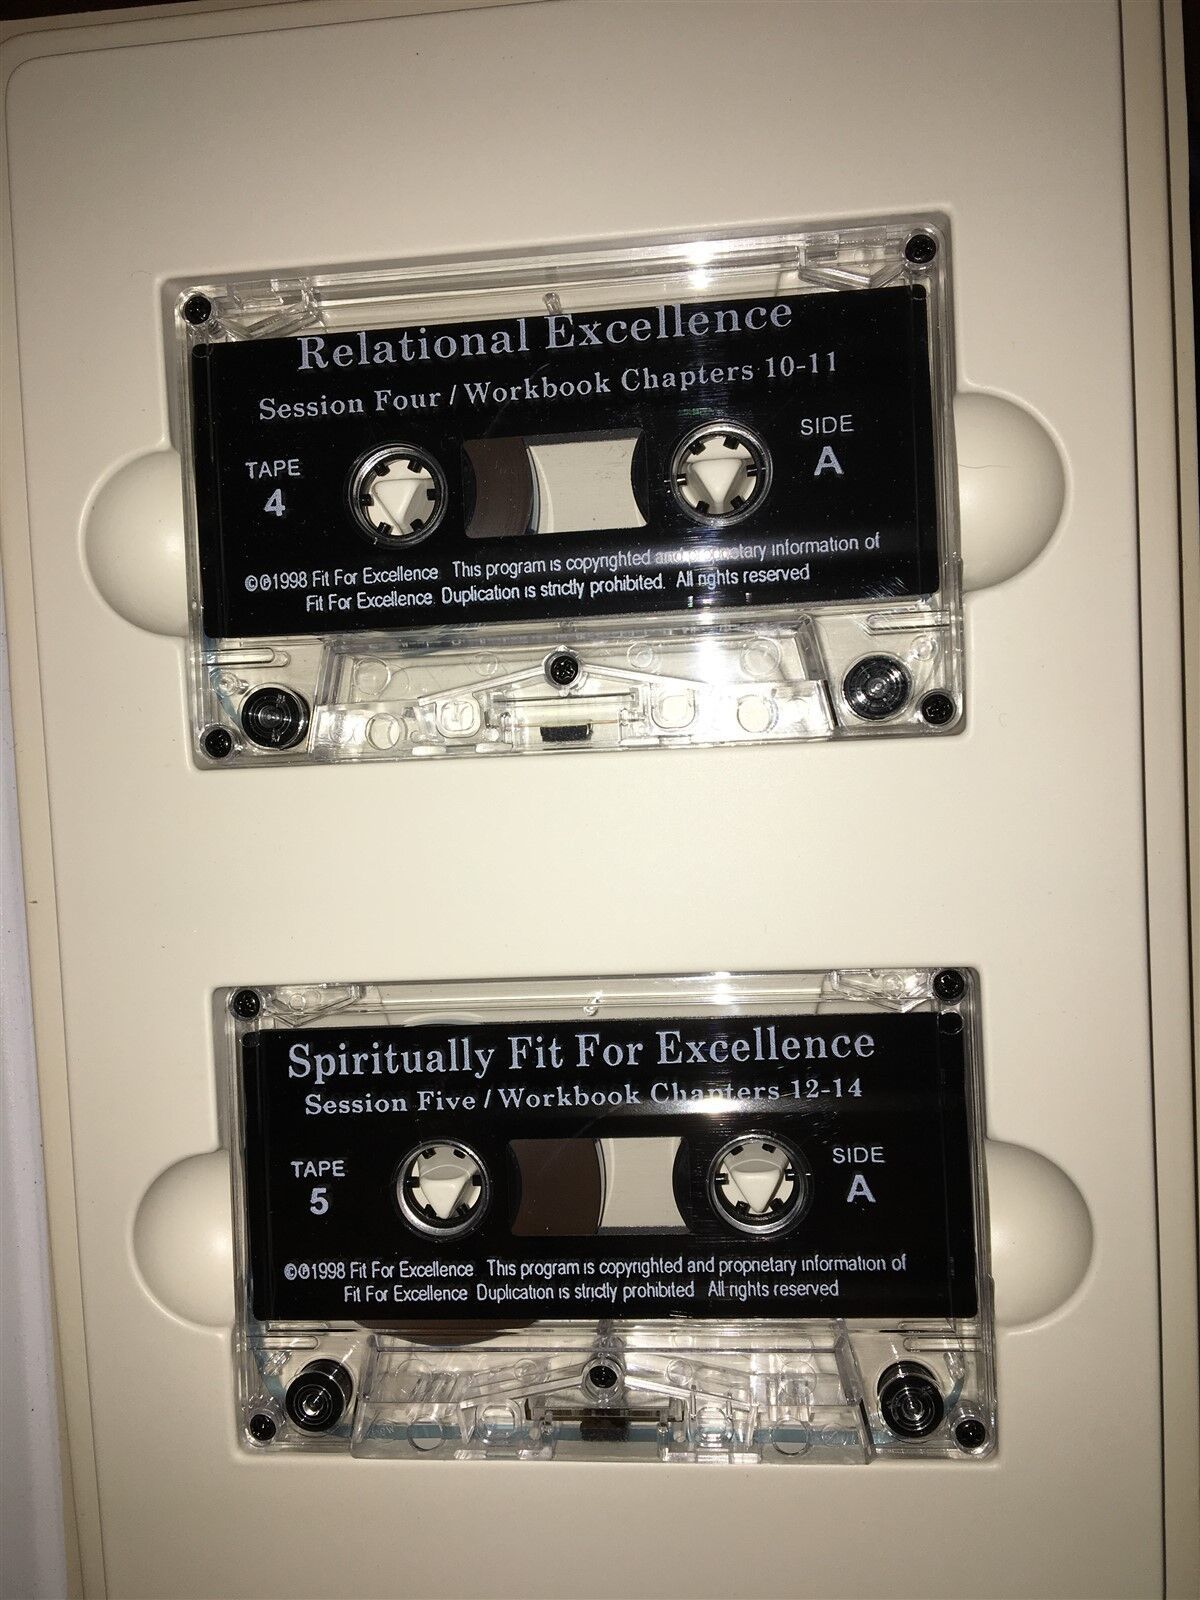 Relational Excellence
Session Four / Workbook Chapters 10-11
TAPE
4
SIDE
A
©℗1998 Fit For Excellence This program is copyrighted and proprietary information of
Fit For Excellence Duplication is strictly prohibited. All rights reserved
Spiritually Fit For Excellence
Session Five / Workbook Chapters 12-14
TAPE
5
SIDE
A
©℗1998 Fit For Excellence This program is copyrighted and proprietary information of
Fit For Excellence Duplication is strictly prohibited All rights reserved